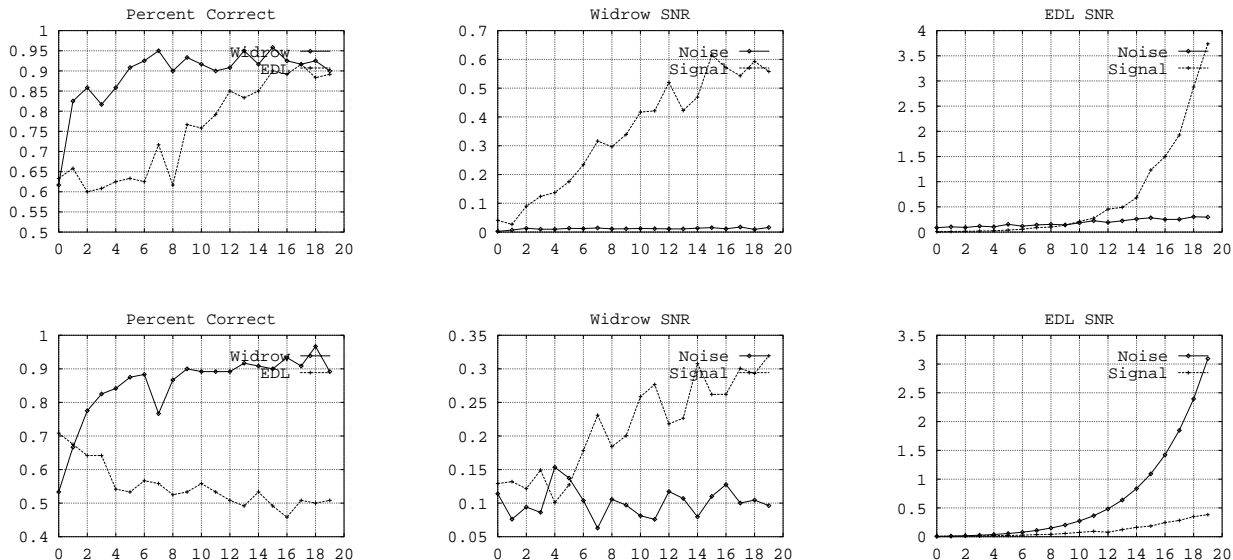 Percent Correct
1
0.95
0.9
0.85
0.8
0.75
0.7
0.65
0.6
0.55
0.5
Widrow
EDL
0 2 4 6 8 10 12 14 16 18 20
Widrow SNR
0.7
0.6
0.5
0.4
0.3
0.2
0.1
0
Noise
Signal
0 2 4 6 8 10 12 14 16 18 20
EDL SNR
4
3.5
3
2.5
2
1.5
1
0.5
0
Noise
Signal
0 2 4 6 8 10 12 14 16 18 20
Percent Correct
1
0.9
0.8
0.7
0.6
0.5
0.4
Widrow
EDL
0 2 4 6 8 10 12 14 16 18 20
Widrow SNR
0.35
0.3
0.25
0.2
0.15
0.1
0.05
Noise
Signal
0 2 4 6 8 10 12 14 16 18 20
EDL SNR
3.5
3
2.5
2
1.5
1
0.5
0
Noise
Signal
0 2 4 6 8 10 12 14 16 18 20